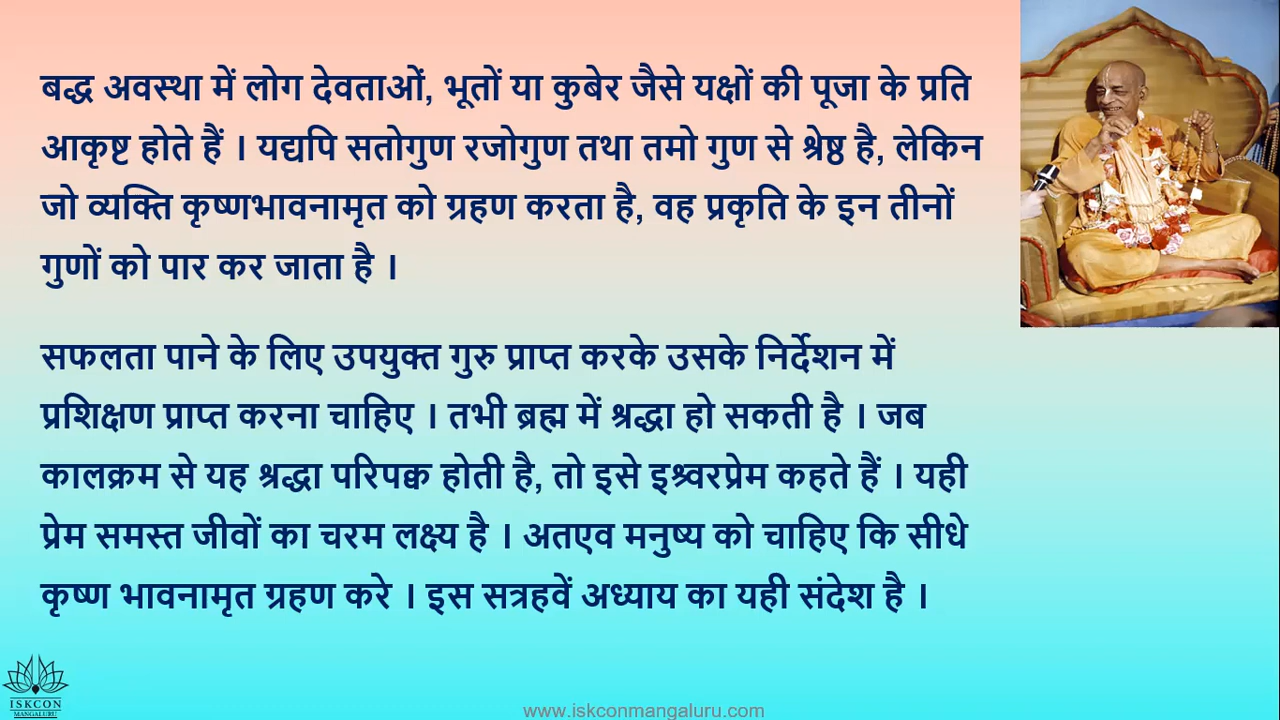 बद्ध अवस्था में लोग देवताओं, भूतों या कुबेर जैसे यक्षों की पूजा के प्रति
आकृष्ट होते हैं । यद्यपि सतोगुण रजोगुण तथा तमो गुण से श्रेष्ठ है, लेकिन
जो व्यक्ति कृष्णभावनामृत को ग्रहण करता है, वह प्रकृति के इन तीनों
गुणों को पार कर जाता है ।
सफलता पाने के लिए उपयुक्त गुरु प्राप्त करके उसके निर्देशन में
प्रशिक्षण प्राप्त करना चाहिए । तभी ब्रह्म में श्रद्धा हो सकती है । जब
कालक्रम से यह श्रद्धा परिपक्व होती है, तो इसे इश्र्वरप्रेम कहते हैं । यही
प्रेम समस्त जीवों का चरम लक्ष्य है । अतएव मनुष्य को चाहिए कि सीधे
कृष्ण भावनामृत ग्रहण करे । इस सत्रहवें अध्याय का यही संदेश है ।
ISKCON
MANGALURU
www.iskconmangaluru.com